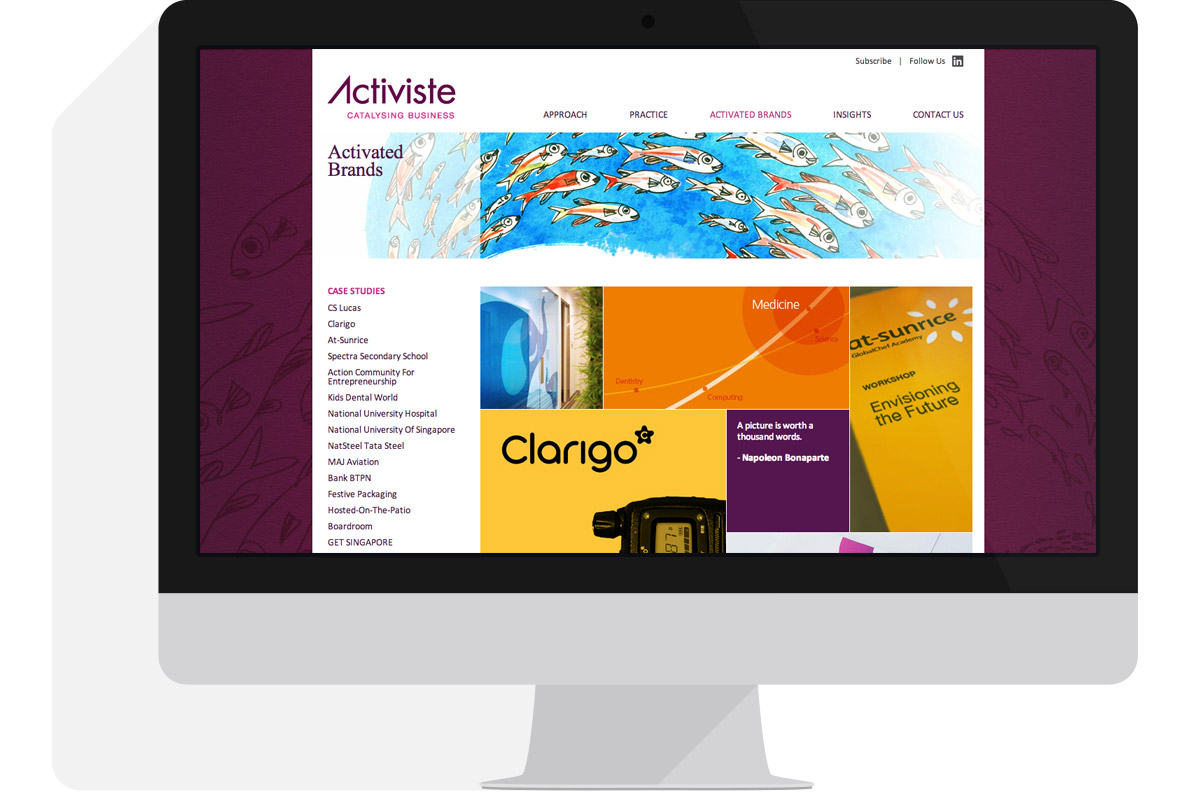 Subscribe | Follow Us in
Activiste
CATALYSING BUSINESS
APPROACH PRACTICE ACTIVATED BRANDS INSIGHTS CONTACT US
Activated
Brands
CASE STUDIES
CS Lucas
Clarigo
At-Sunrice
Spectra Secondary School
Action Community For
Entrepreneurship
Kids Dental World
National University Hospital
National University Of Singapore
NatSteel Tata Steel
MAJ Aviation
Bank BTPN
Festive Packaging
Hosted-On-The-Patio
Boardroom
GET SINGAPORE
Medicine
Science
Dentistry
Computing
at-sunrice
GlobalChef Academy
WORKSHOP
Envisioning
the Future
Clarigo
A picture is worth a
thousand words.
- Napoleon Bonaparte